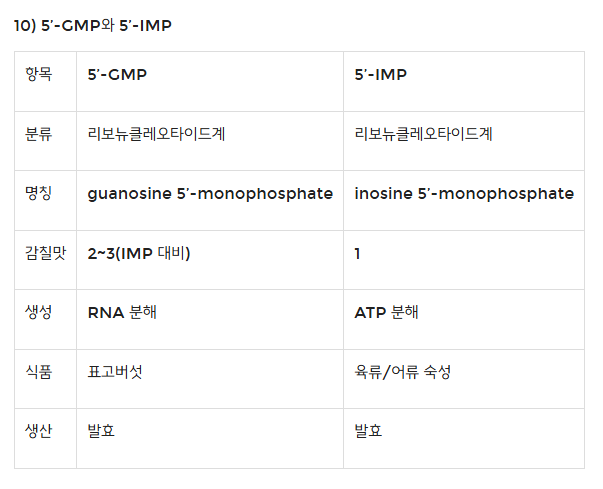 10) 5’-GMP와 5’-IMP
항목 5’-GMP 5’-IMP
분류 리보뉴클레오타이드계 리보뉴클레오타이드계
명칭 guanosine 5’-monophosphate inosine 5’-monophosphate
감칠맛 2~3(IMP 대비) 1
생성 RNA 분해 ATP 분해
식품 표고버섯 육류/어류 숙성
생산 발효 발효